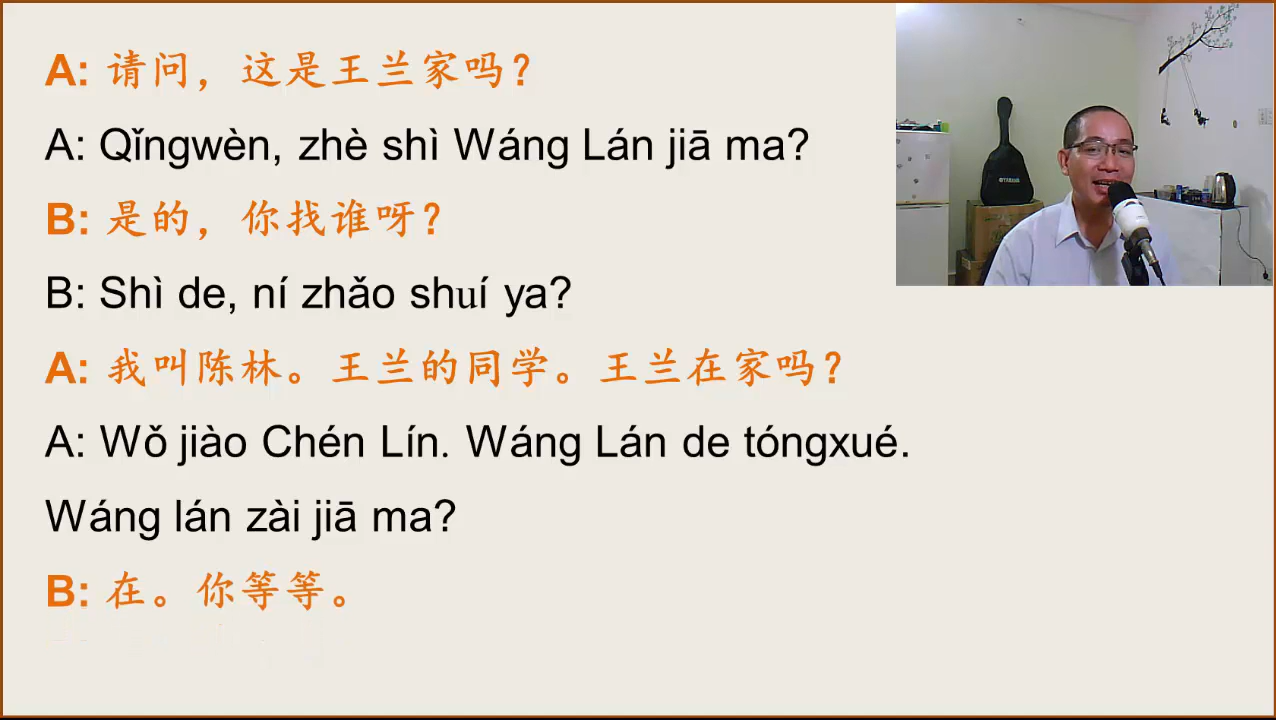 A: 请问，这是王兰家吗？
A: Qǐngwèn, zhè shì Wáng Lán jiā ma?
B: 是的，你找谁呀？
B: Shì de, ní zhǎo shuí ya?
A: 我叫陈林。王兰的同学。王兰在家吗？
A: Wǒ jiào Chén Lín. Wáng Lán de tóngxué.
Wáng lán zài jiā ma?
B: 在。你等等。